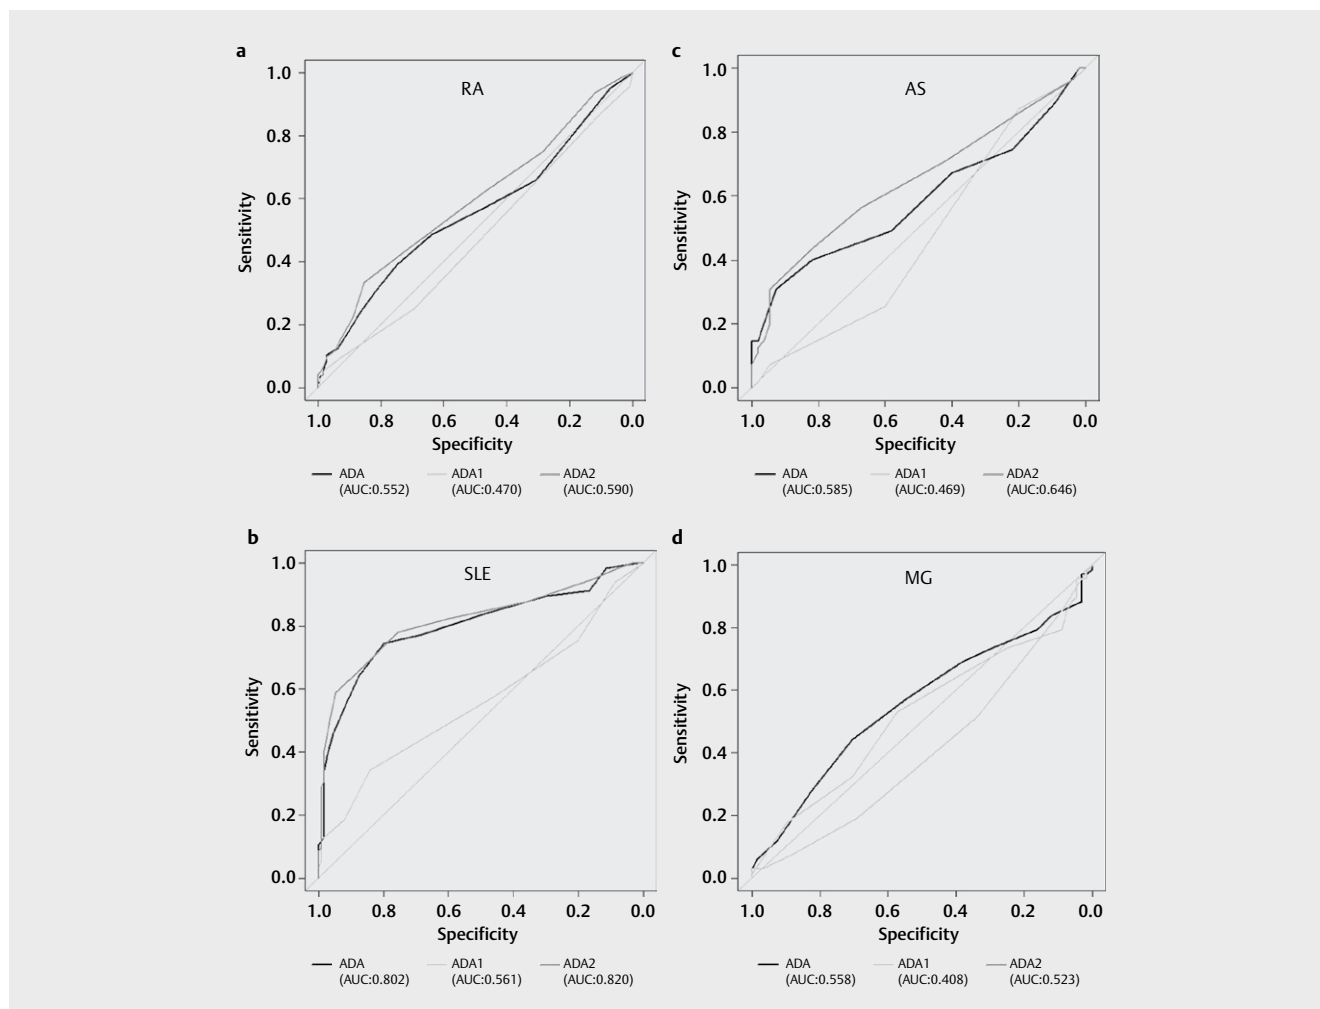 a
RA
Sensitivity
1.0
0.8
0.6
0.4
0.2
0.0
1.0 0.8 0.6 0.4 0.2 0.0
Specificity
ADA ADA1 ADA2
(AUC:0.552) (AUC:0.470) (AUC:0.590)
c
AS
Sensitivity
1.0
0.8
0.6
0.4
0.2
0.0
1.0 0.8 0.6 0.4 0.2 0.0
Specificity
ADA ADA1 ADA2
(AUC:0.585) (AUC:0.469) (AUC:0.646)
b
SLE
Sensitivity
1.0
0.8
0.6
0.4
0.2
0.0
1.0 0.8 0.6 0.4 0.2 0.0
Specificity
ADA ADA1 ADA2
(AUC:0.802) (AUC:0.561) (AUC:0.820)
d
MG
Sensitivity
1.0
0.8
0.6
0.4
0.2
0.0
1.0 0.8 0.6 0.4 0.2 0.0
Specificity
ADA ADA1 ADA2
(AUC:0.558) (AUC:0.408) (AUC:0.523)